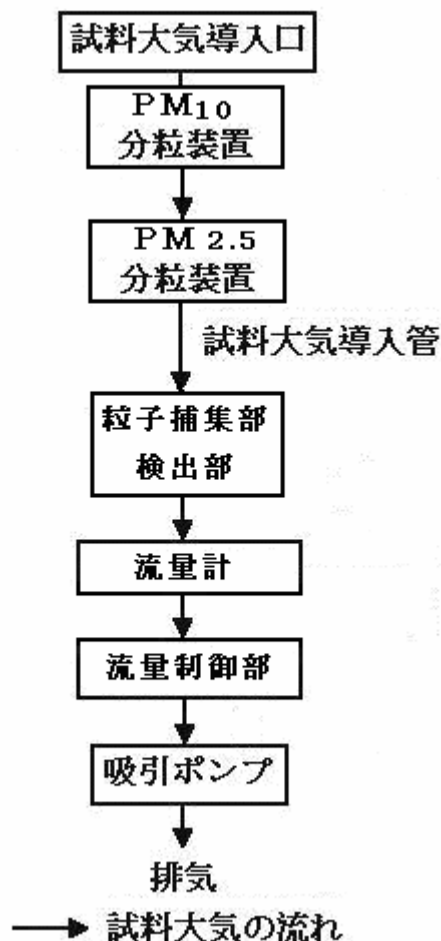 試料大気導入口
PM10
分粒装置
PM 2.5
分粒装置
試料大気導入管
粒子捕集部
検出部
流量計
流量制御部
吸引ポンプ
排気
試料大気の流れ